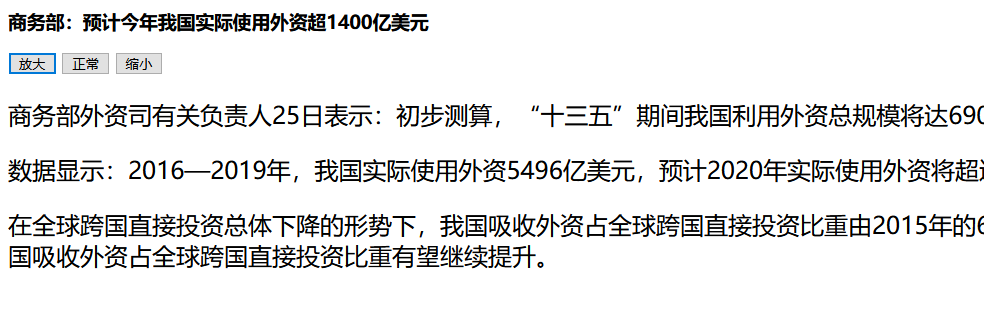 商务部：预计今年我国实际使用外资超1400亿美元
放大 正常 缩小
商务部外资司有关负责人25日表示：初步测算，“十三五”期间我国利用外资总规模将达690
数据显示：2016—2019年，我国实际使用外资5496亿美元，预计2020年实际使用外资将超
在全球跨国直接投资总体下降的形势下，我国吸收外资占全球跨国直接投资比重由2015年的6
国吸收外资占全球跨国直接投资比重有望继续提升。